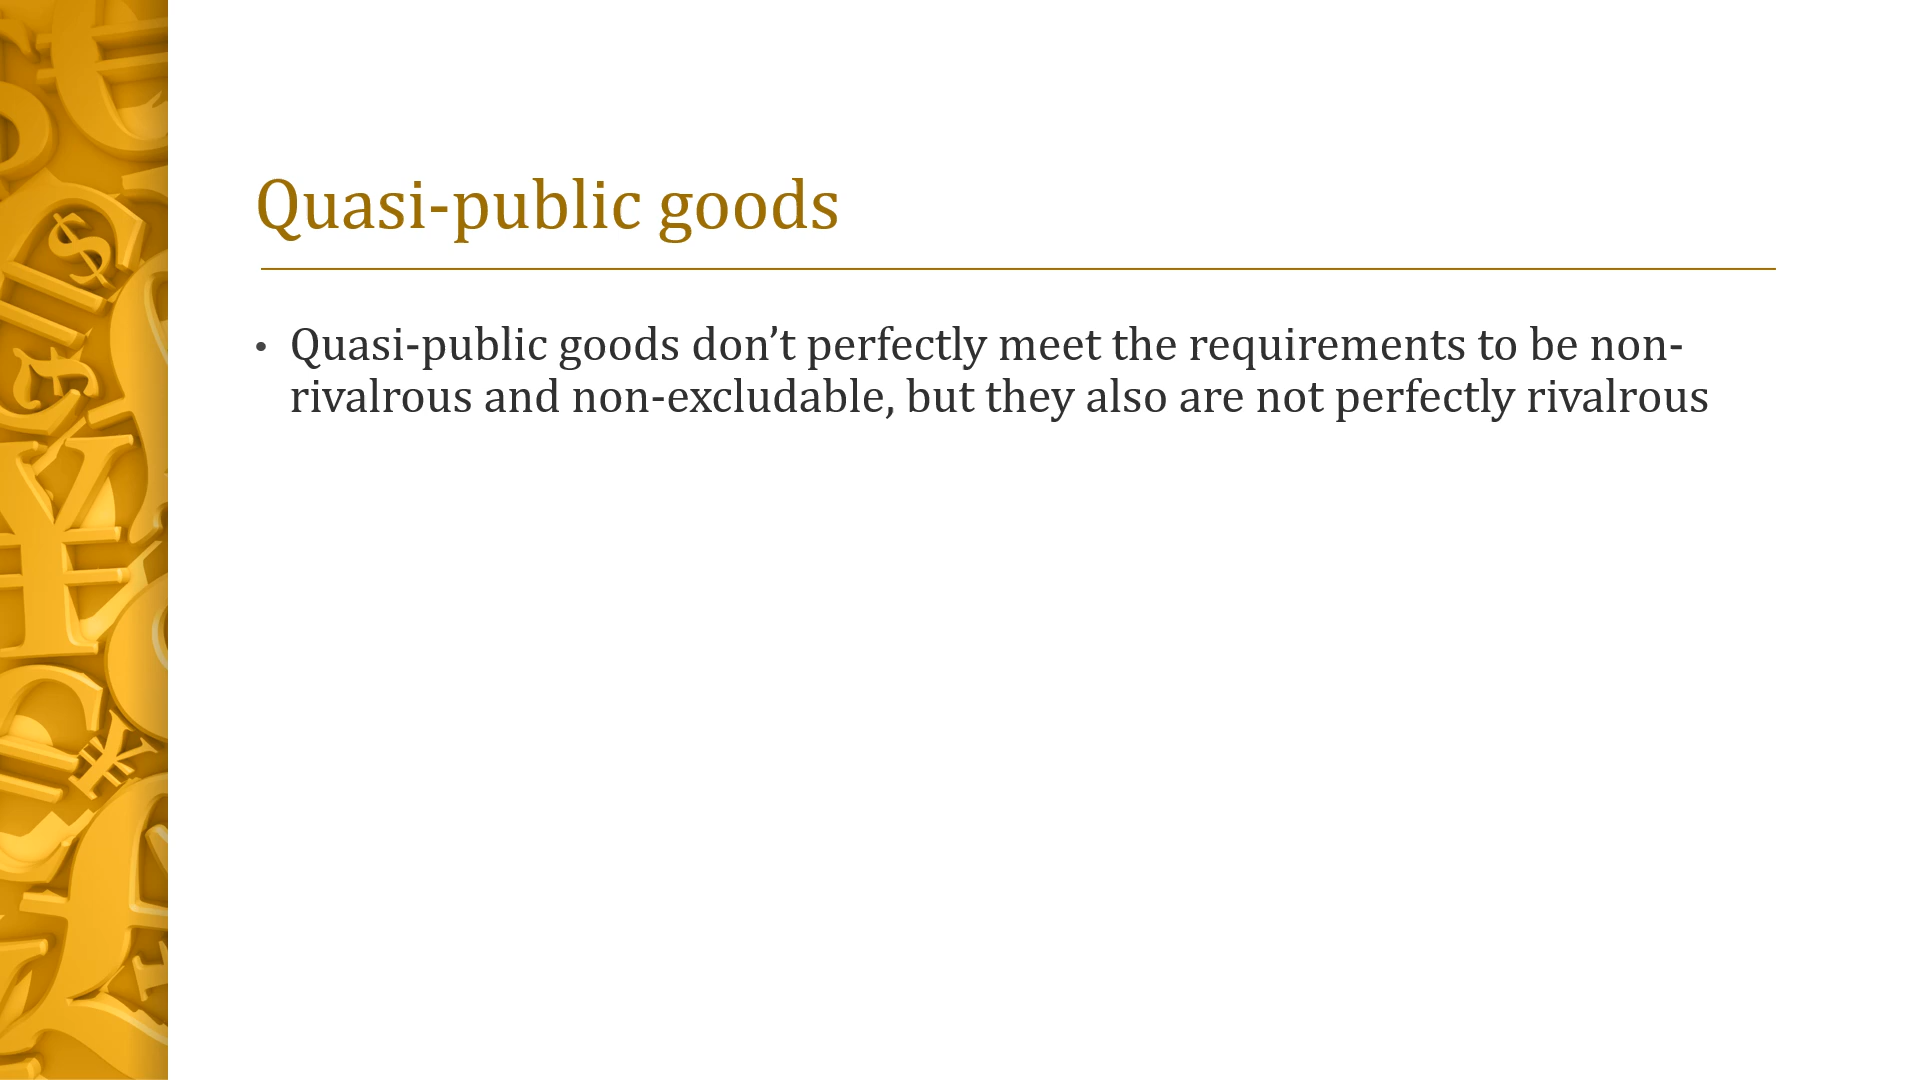 Quasi-public goods
• Quasi-public goods don’t perfectly meet the requirements to be non-
rivalrous and non-excludable, but they also are not perfectly rivalrous